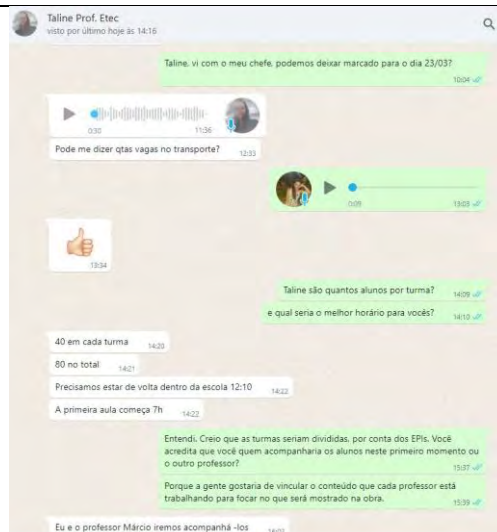 Taline Prof. Etec
visto por último hoje às 14:16
Taline, vi com o meu chefe, podemos deixar marcado para o dia 23/03?
10:04
0:30
11:36
Pode me dizer qtas vagas no transporte?
12:33
0:09
13:03
13:34
Taline são quantos alunos por turma?
14:09
e qual seria o melhor horário para vocês?
14:10
40 em cada turma
14:20
80 no total
14:21
Precisamos estar de volta dentro da escola 12:10
14:22
A primeira aula começa 7h
14:22
Entendi. Creio que as turmas seriam divididas, por conta dos EPIs. Você
acredita que você quem acompanharia os alunos neste primeiro momento ou
o outro professor?
15:37
Porque a gente gostaria de vincular o conteúdo que cada professor está
trabalhando para focar no que será mostrado na obra.
15:39
Eu e o professor Márcio iremos acompanhá -los